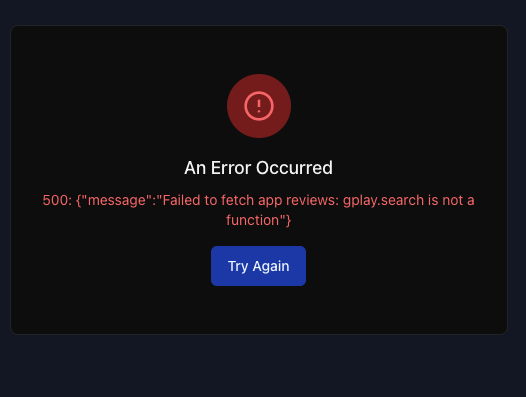 An Error Occurred
500: {"message":"Failed to fetch app reviews: gplay.search is not a
function"}
Try Again